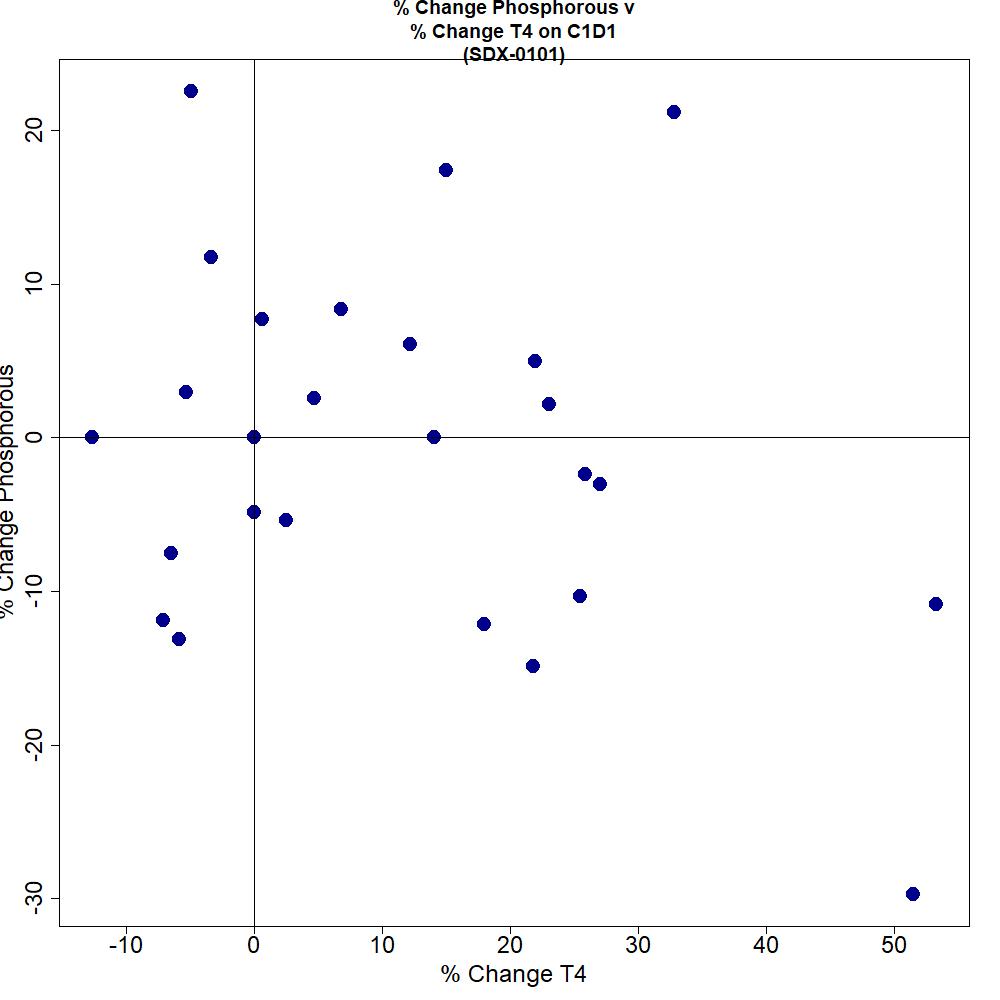 % Change Phosphorous v
% Change T4 on C1D1
(SDX-0101)
% Change Phosphorous
20
10
0
-10
-20
-30
-10 0 10 20 30 40 50
% Change T4